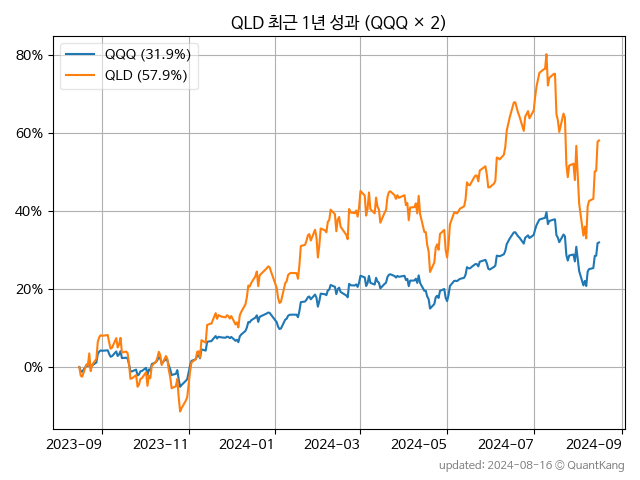 QLD 최근 1년 성과 (QQQ × 2)
QQQ (31.9%)
QLD (57.9%)
80%
60%
40%
20%
0%
2023-09 2023-11 2024-01 2024-03 2024-05 2024-07 2024-09
updated: 2024-08-16 © QuantKang